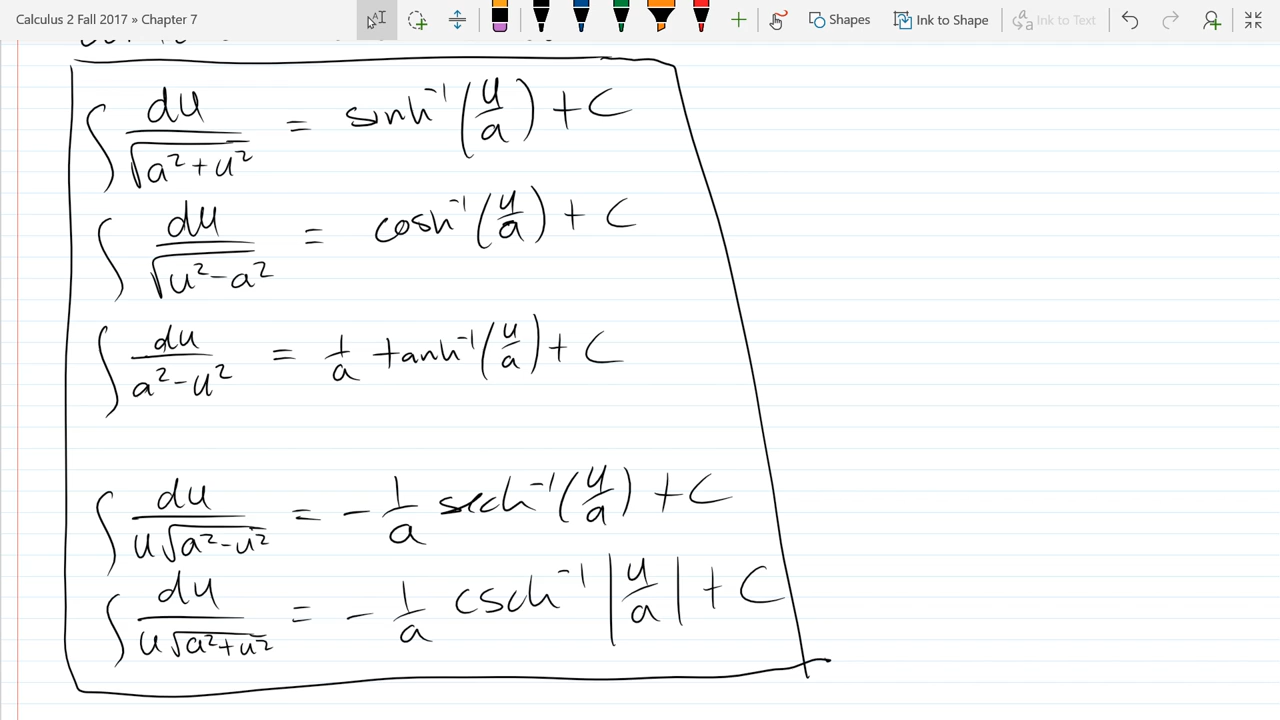 Calculus 2 Fall 2017 » Chapter 7
Shapes
Ink to Shape
Ink to Text
∫ du/√(a²+u²) = sinh⁻¹(u/a) + C
∫ du/√(u²-a²) = cosh⁻¹(u/a) + C
∫ du/(a²-u²) = 1/a tanh⁻¹(u/a) + C
∫ du/(u√(a²-u²)) = -1/a sech⁻¹(u/a) + C
∫ du/(u√(a²+u²)) = -1/a csch⁻¹|u/a| + C